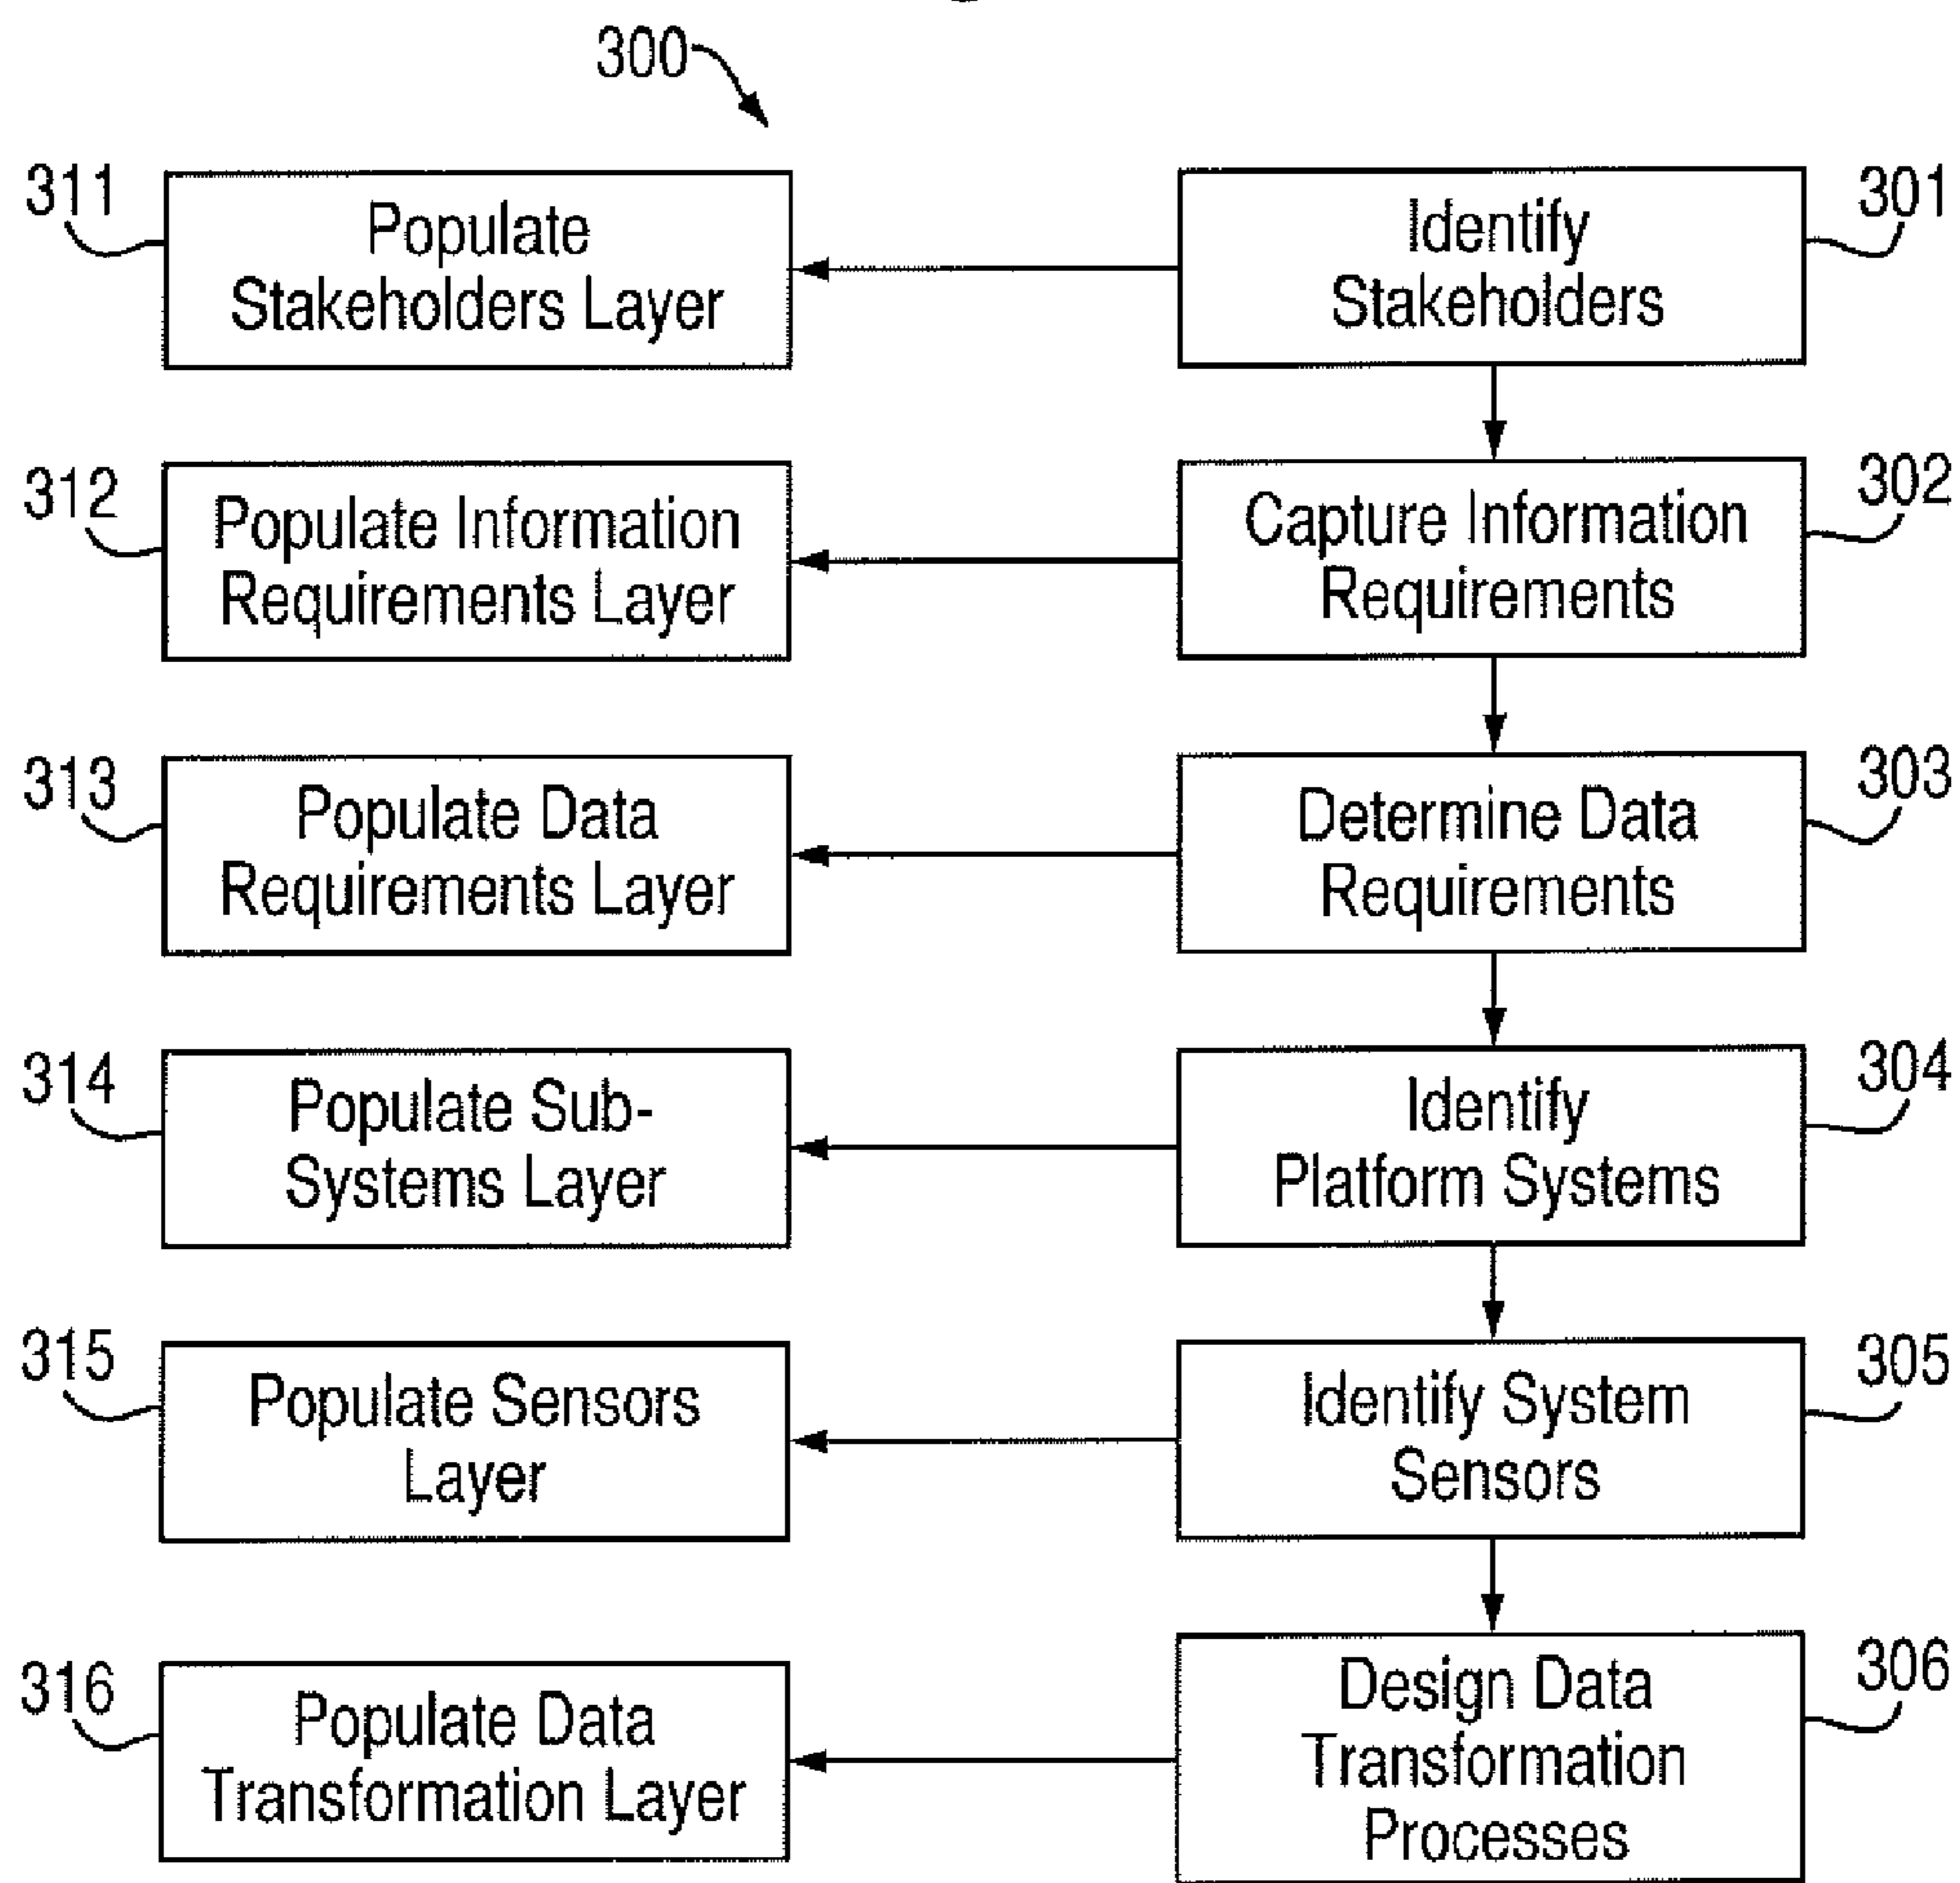 300
311
Populate
Stakeholders Layer
Identify
Stakeholders
301
312
Populate Information
Requirements Layer
Capture Information
Requirements
302
313
Populate Data
Requirements Layer
Determine Data
Requirements
303
314
Populate Sub-
Systems Layer
Identify
Platform Systems
304
315
Populate Sensors
Layer
Identify System
Sensors
305
316
Populate Data
Transformation Layer
Design Data
Transformation
Processes
306